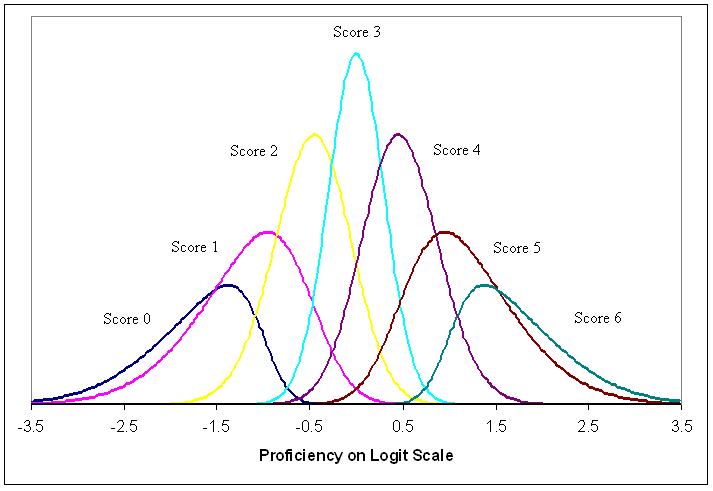 Score 3
Score 2
Score 4
Score 1
Score 5
Score 0
Score 6
-3.5 -2.5 -1.5 -0.5 0.5 1.5 2.5 3.5
Proficiency on Logit Scale